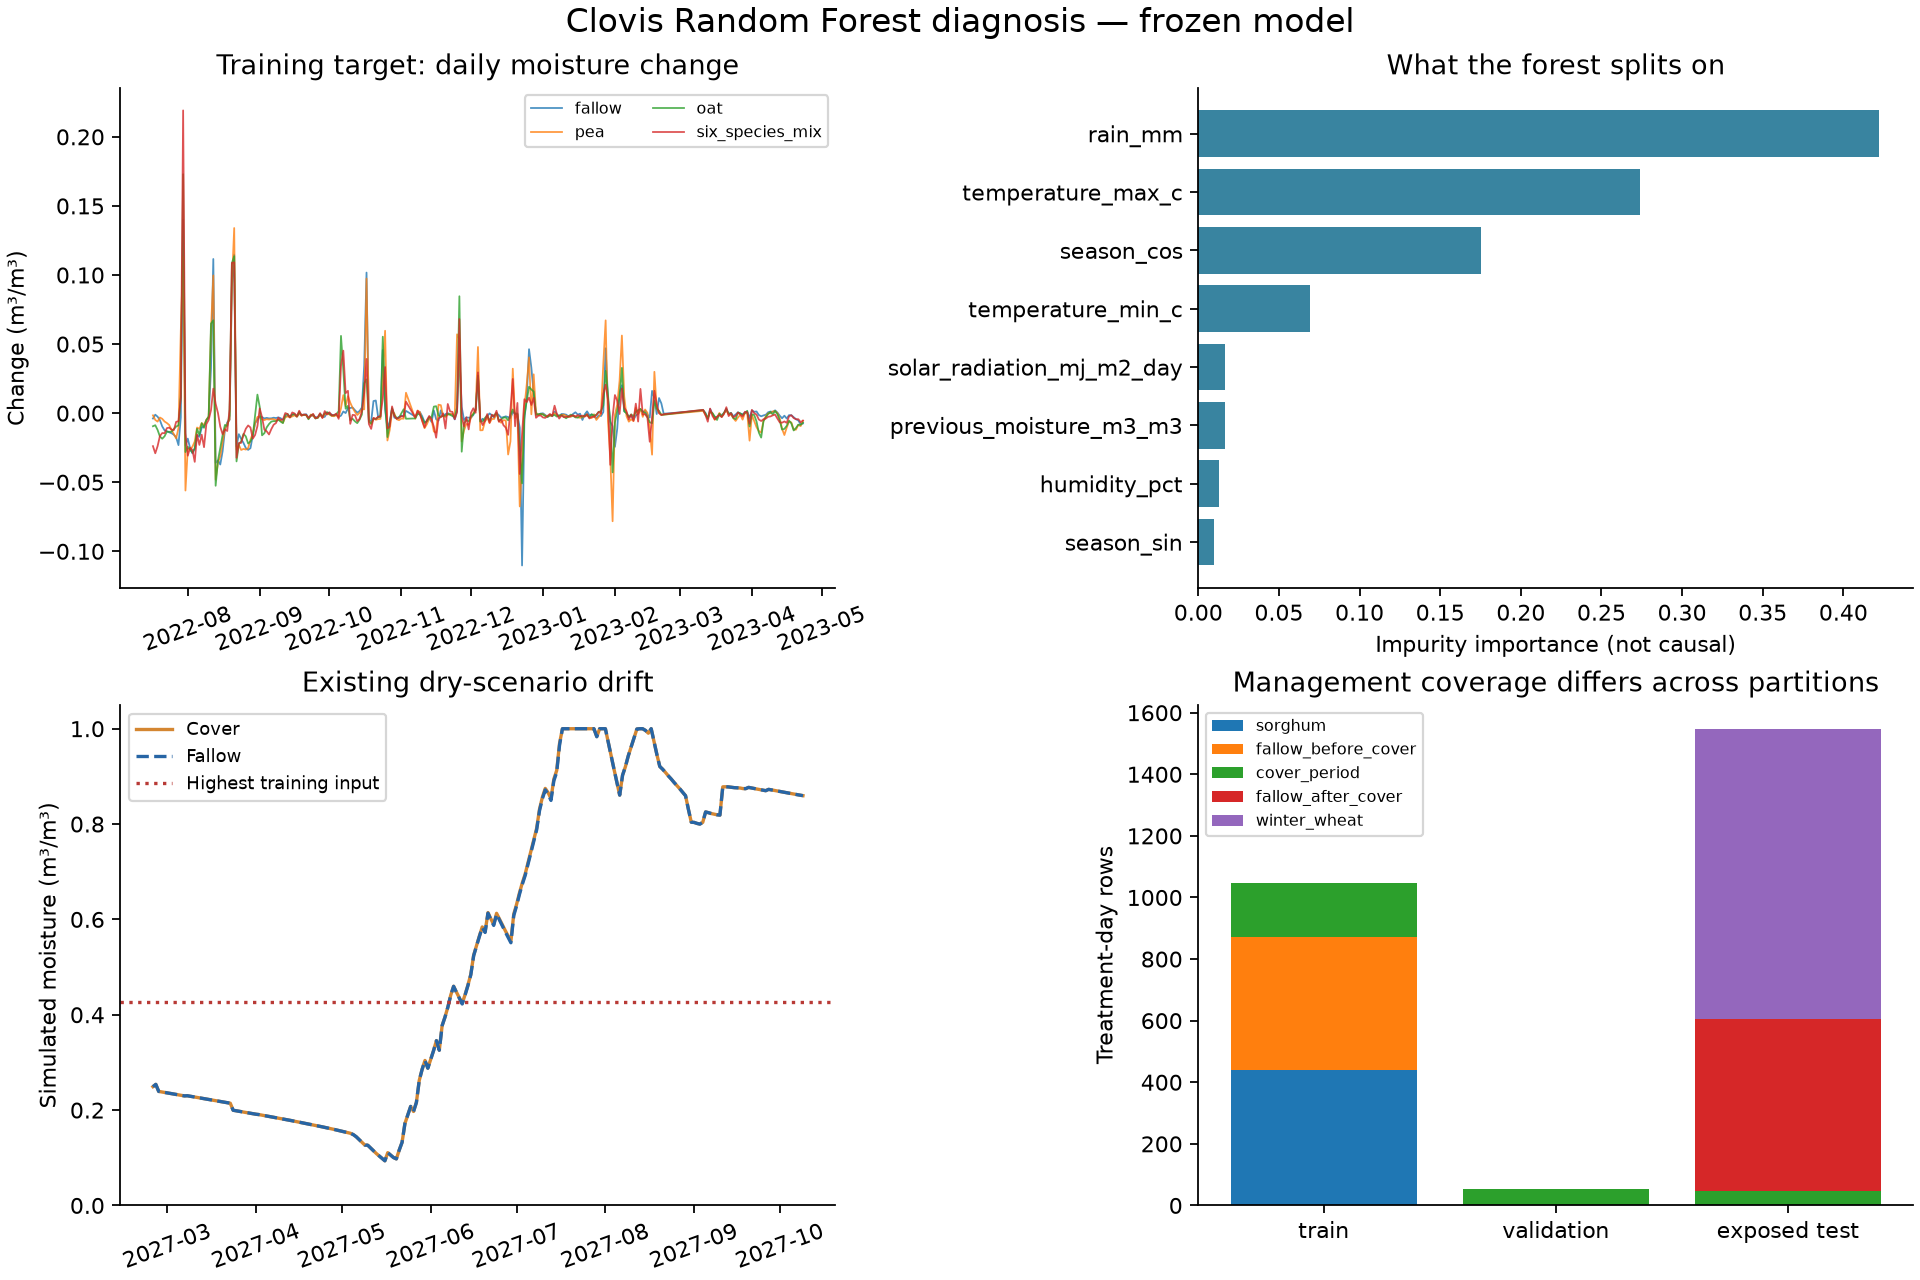 Clovis Random Forest diagnosis — frozen model
Training target: daily moisture change
Change (m³/m³)
0.20
0.15
0.10
0.05
0.00
−0.05
−0.10
fallow
pea
oat
six_species_mix
2022-08
2022-09
2022-10
2022-11
2022-12
2023-01
2023-02
2023-03
2023-04
2023-05
What the forest splits on
rain_mm
temperature_max_c
season_cos
temperature_min_c
solar_radiation_mj_m2_day
previous_moisture_m3_m3
humidity_pct
season_sin
0.00
0.05
0.10
0.15
0.20
0.25
0.30
0.35
0.40
Impurity importance (not causal)
Existing dry-scenario drift
Simulated moisture (m³/m³)
1.0
0.8
0.6
0.4
0.2
0.0
Cover
Fallow
Highest training input
2027-03
2027-04
2027-05
2027-06
2027-07
2027-08
2027-09
2027-10
Management coverage differs across partitions
Treatment-day rows
1600
1400
1200
1000
800
600
400
200
0
sorghum
fallow_before_cover
cover_period
fallow_after_cover
winter_wheat
train
validation
exposed test